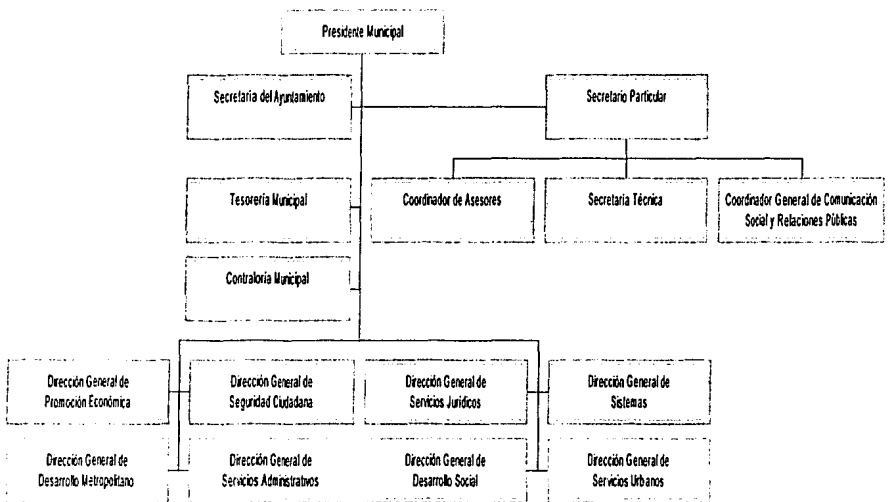 Presidente Municipal
Secretaria del Ayuntamiento
Secretario Particular
Tesorería Municipal
Coordinador de Asesores
Secretaría Técnica
Coordinador General de Comunicación
Social y Relaciones Públicas
Contraloría Municipal
Dirección General de
Promoción Económica
Dirección General de
Seguridad Ciudadana
Dirección General de
Servicios Jurídicos
Dirección General de
Sistemas
Dirección General de
Desarrollo Metropolitano
Dirección General de
Servicios Administrativos
Dirección General de
Desarrollo Social
Dirección General de
Servicios Urbanos